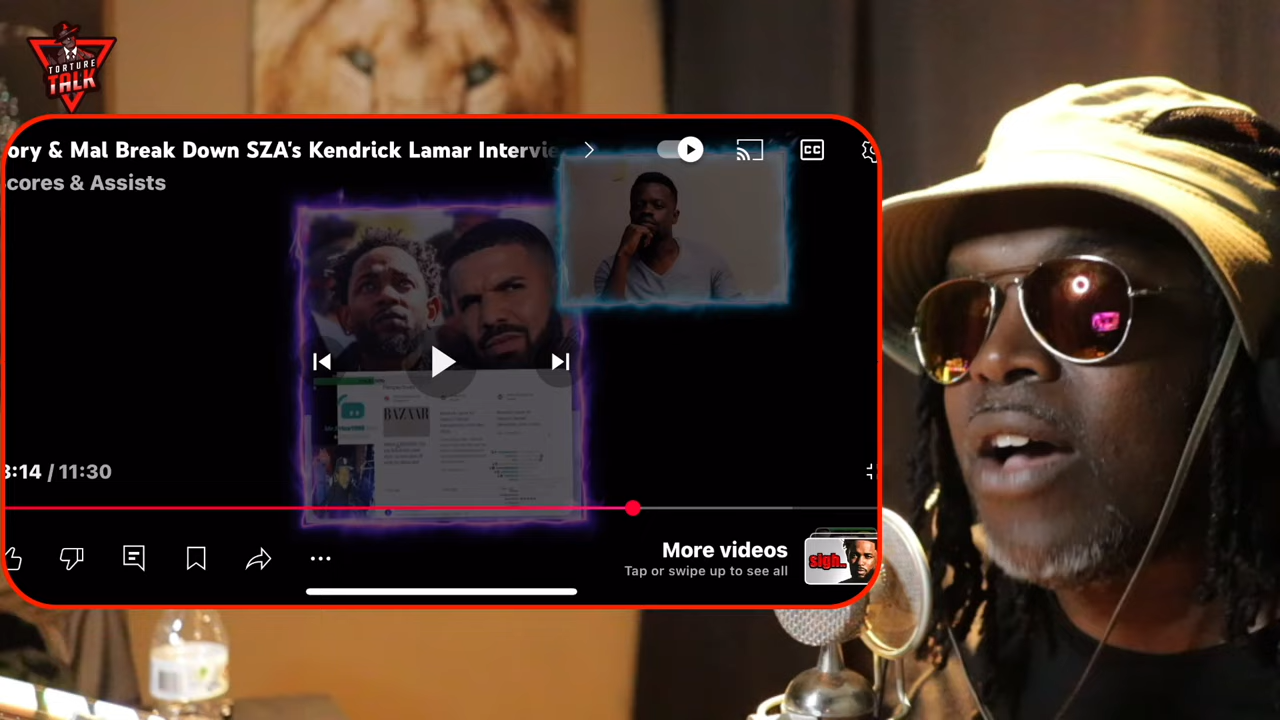 TORTURE
TALK
ory & Mal Break Down SZA's Kendrick Lamar Intervie
cores & Assists
CC
BAZAAR
3:14 / 11:30
More videos
Tap or swipe up to see all
sigh..